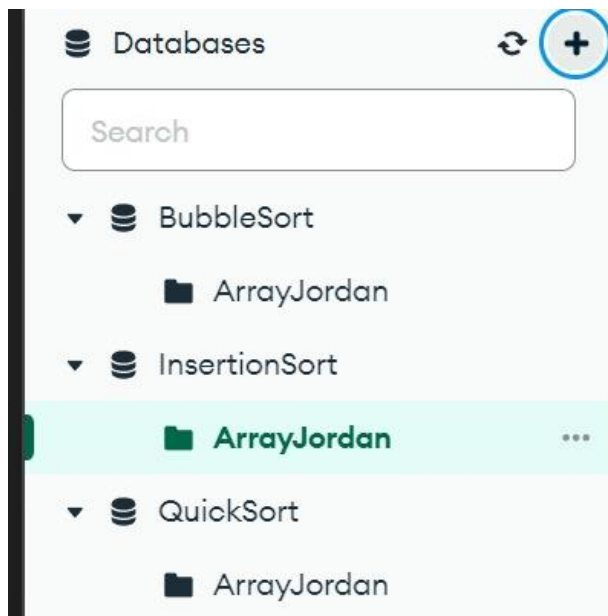 Databases
Search
BubbleSort
ArrayJordan
InsertionSort
ArrayJordan
QuickSort
ArrayJordan